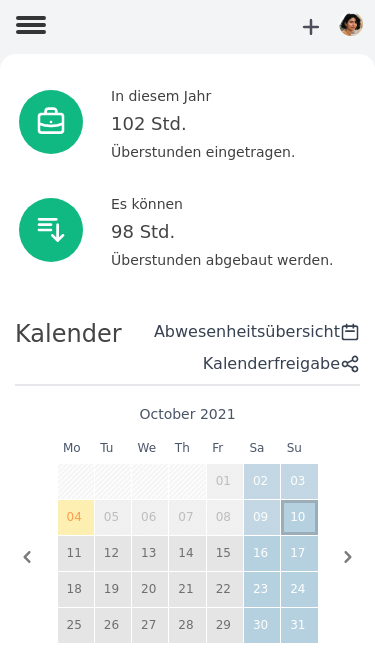 In diesem Jahr
102 Std.
Überstunden eingetragen.
Es können
98 Std.
Überstunden abgebaut werden.
Kalender
Abwesenheitsübersicht
Kalenderfreigabe
October 2021
Mo Tu We Th Fr Sa Su
01 02 03
04 05 06 07 08 09 10
11 12 13 14 15 16 17
18 19 20 21 22 23 24
25 26 27 28 29 30 31